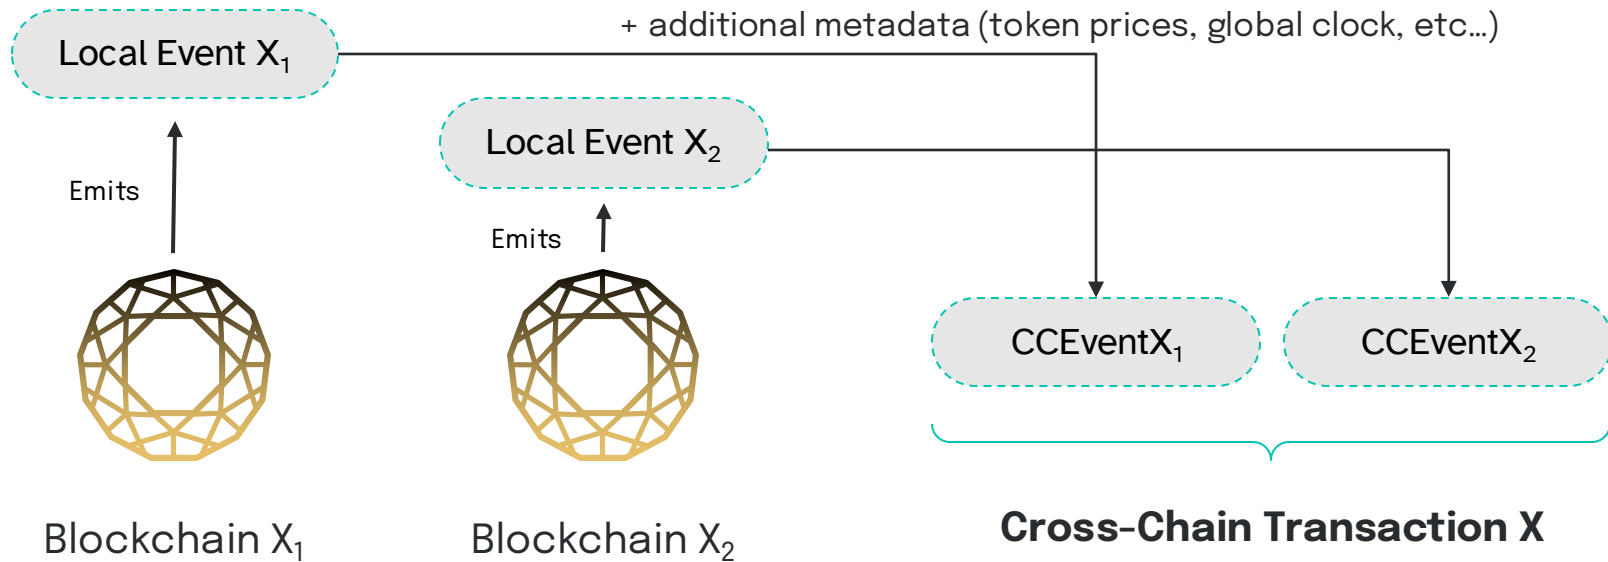 + additional metadata (token prices, global clock, etc...)
Local Event X₁
Local Event X₂
Emits
Emits
CCEventX₁
CCEventX₂
Blockchain X₁
Blockchain X₂
Cross-Chain Transaction X